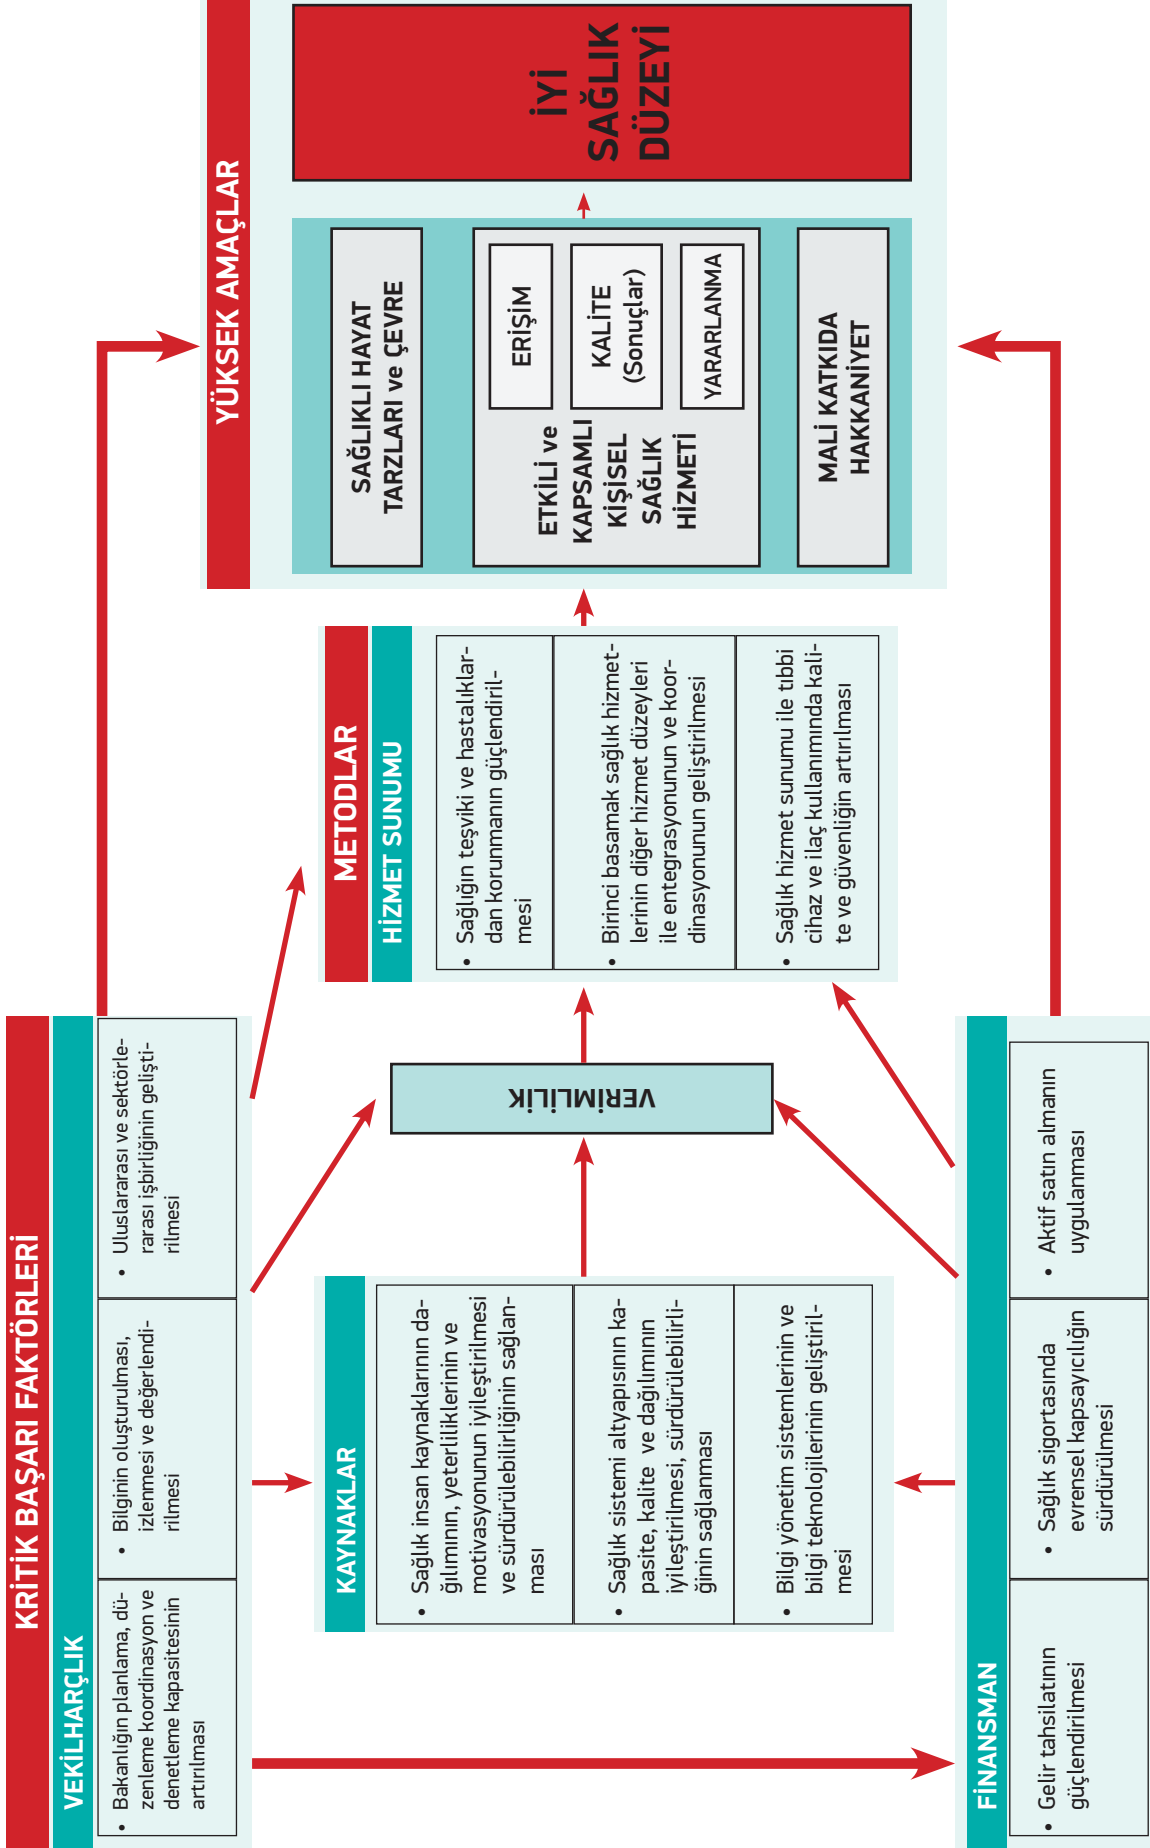 KRİTİK BAŞARI FAKTÖRLERİ
VEKİLHARÇLIK
• Bakanlığın planlama, dü-
zenleme koordinasyon ve
denetleme kapasitesinin
artırılması
• Bilginin oluşturulması,
izlenmesi ve değerlendi-
rilmesi
• Uluslararası ve sektörle-
rarası işbirliğinin gelişti-
rilmesi
KAYNAKLAR
• Sağlık insan kaynaklarının da-
ğılımının, yeterliliklerinin ve
motivasyonunun iyileştirilmesi
ve sürdürülebilirliğinin sağlan-
ması
• Sağlık sistemi altyapısının ka-
pasite, kalite ve dağılımının
iyileştirilmesi, sürdürülebilirli-
ğinin sağlanması
• Bilgi yönetim sistemlerinin ve
bilgi teknolojilerinin geliştiril-
mesi
VERİMLİLİK
FİNANSMAN
• Gelir tahsilatının
güçlendirilmesi
• Sağlık sigortasında
evrensel kapsayıcılığın
sürdürülmesi
• Aktif satın almanın
uygulanması
METODLAR
HİZMET SUNUMU
• Sağlığın teşviki ve hastalıklar-
dan korunmanın güçlendiril-
mesi
• Birinci basamak sağlık hizmet-
lerinin diğer hizmet düzeyleri
ile entegrasyonunun ve koor-
dinasyonunun geliştirilmesi
• Sağlık hizmet sunumu ile tıbbi
cihaz ve ilaç kullanımında kali-
te ve güvenliğin artırılması
YÜKSEK AMAÇLAR
SAĞLIKLI HAYAT
TARZLARI ve ÇEVRE
ETKİLİ ve
KAPSAMLI
KİŞİSEL
SAĞLIK
HİZMETİ
ERİŞİM
KALİTE
(Sonuçlar)
YARARLANMA
MALİ KATKIDA
HAKKANİYET
İYİ
SAĞLIK
DÜZEYİ